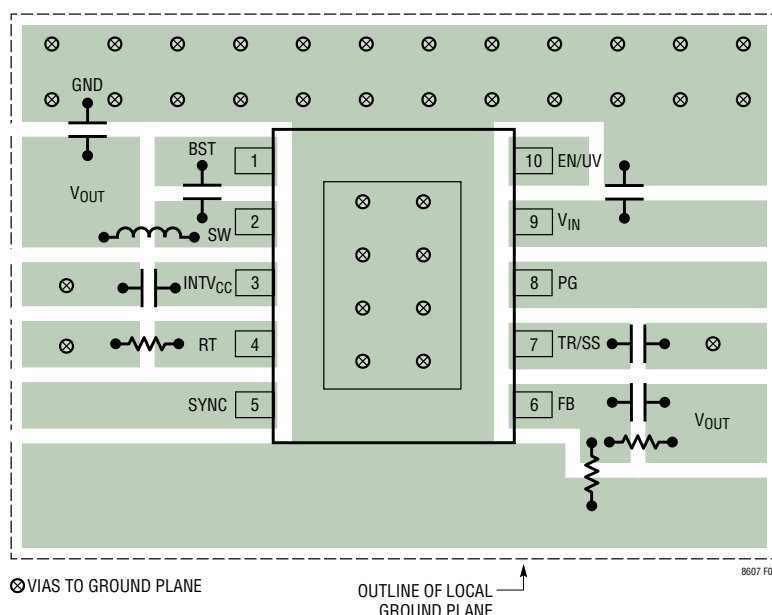 GND
BST
1
10
EN/UV
VOUT
SW
2
9
VIN
INTVCC
3
8
PG
RT
4
7
TR/SS
SYNC
5
6
FB
VOUT
8607 F0
VIAS TO GROUND PLANE
OUTLINE OF LOCAL
GROUND PLANE